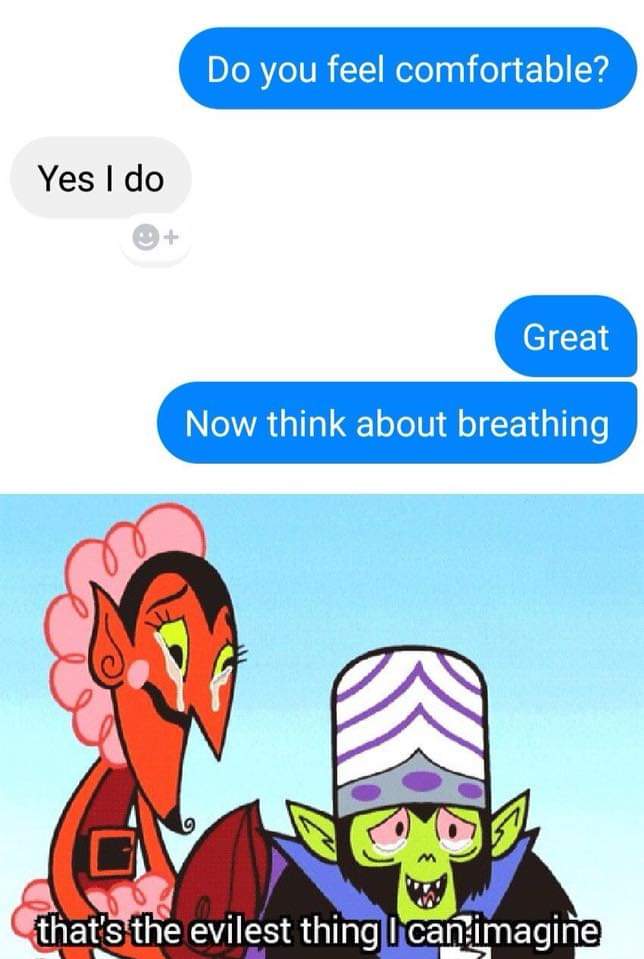 Do you feel comfortable?
Yes I do
Great
Now think about breathing
that's the evilest thing I can imagine